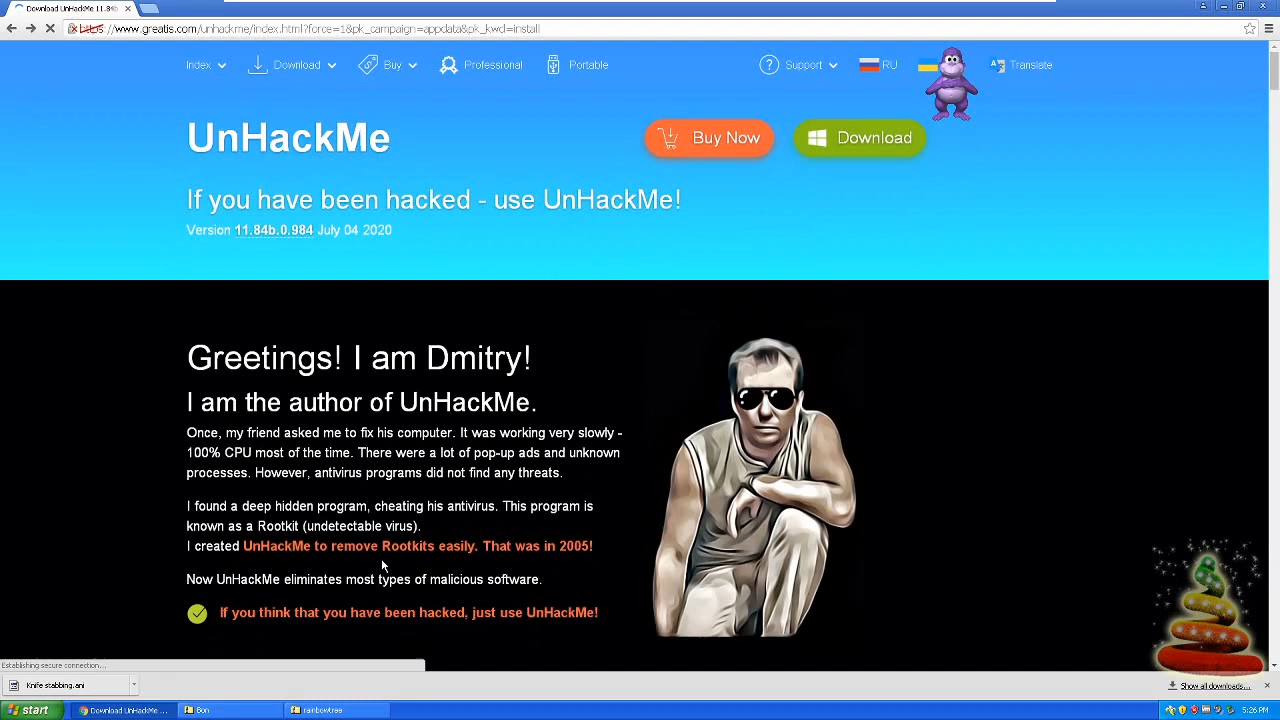 Download UnHackMe 11.84b
https://www.greatis.com/unhackme/index.html?force=1&pk_campaign=appdata&pk_kwd=install
Index Download Buy Professional Portable Support RU Translate
UnHackMe
Buy Now
Download
If you have been hacked - use UnHackMe!
Version 11.84b.0.984 July 04 2020
Greetings! I am Dmitry!
I am the author of UnHackMe.
Once, my friend asked me to fix his computer. It was working very slowly -
100% CPU most of the time. There were a lot of pop-up ads and unknown
processes. However, antivirus programs did not find any threats.
I found a deep hidden program, cheating his antivirus. This program is
known as a Rootkit (undetectable virus).
I created UnHackMe to remove Rootkits easily. That was in 2005!
Now UnHackMe eliminates most types of malicious software.
If you think that you have been hacked, just use UnHackMe!
Establishing secure connection...
Knife stabbing.ani
Show all downloads...
start
Download UnHackMe ...
Bon
rainbowtree
5:26 PM